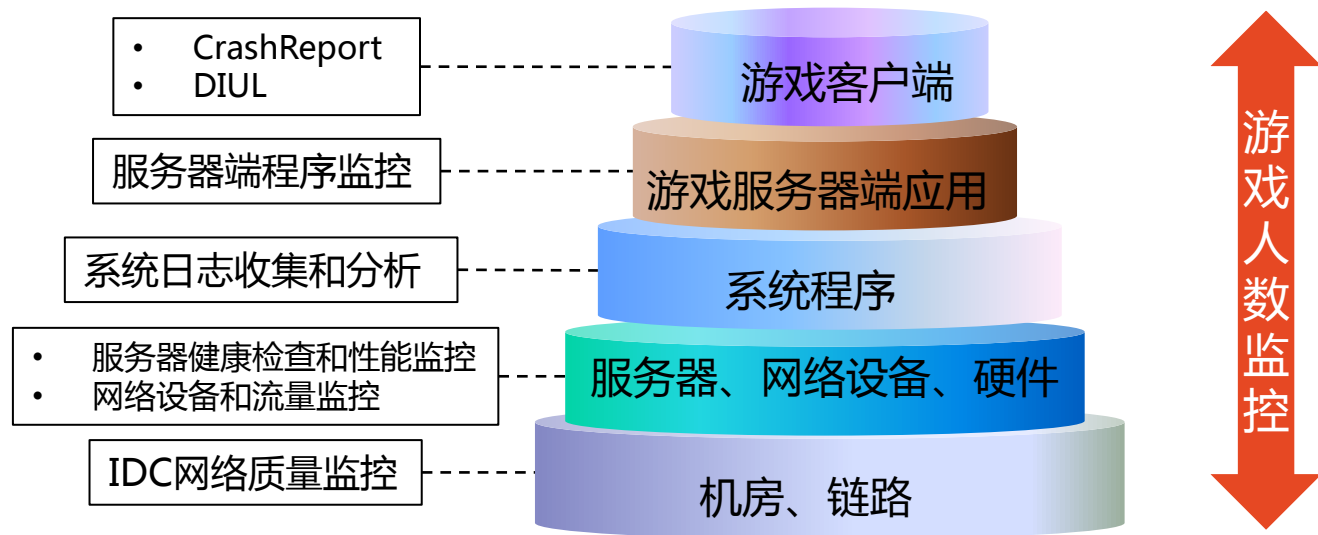 • CrashReport
• DIUL
游戏客户端
服务器端程序监控
游戏服务器端应用
系统日志收集和分析
系统程序
• 服务器健康检查和性能监控
• 网络设备和流量监控
服务器、网络设备、硬件
IDC网络质量监控
机房、链路
游戏人数监控